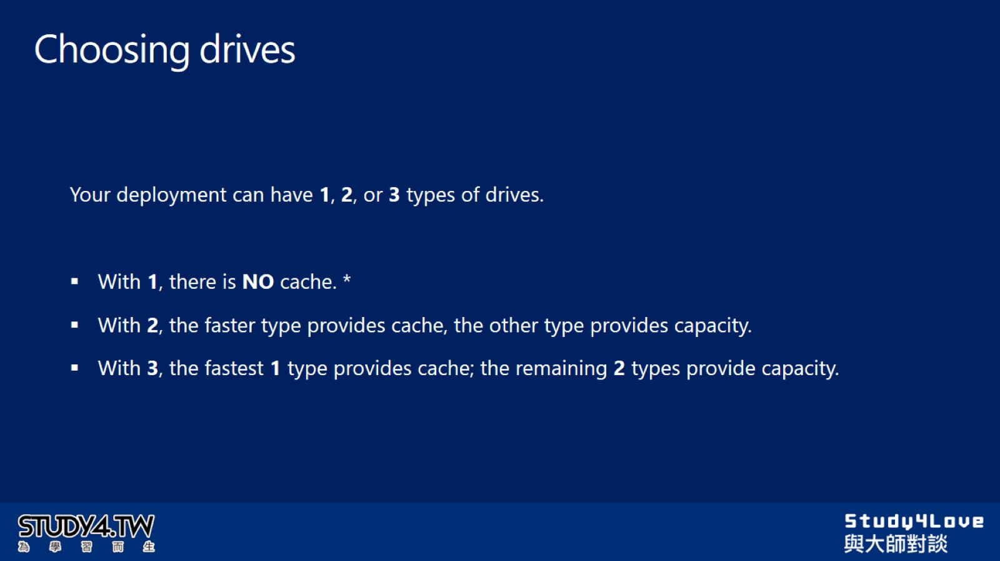 Choosing drives
Your deployment can have 1, 2, or 3 types of drives.
▪ With 1, there is NO cache. *
▪ With 2, the faster type provides cache, the other type provides capacity.
▪ With 3, the fastest 1 type provides cache; the remaining 2 types provide capacity.
STUDY4.TW
為學習而生
Study4Love
與大師對談